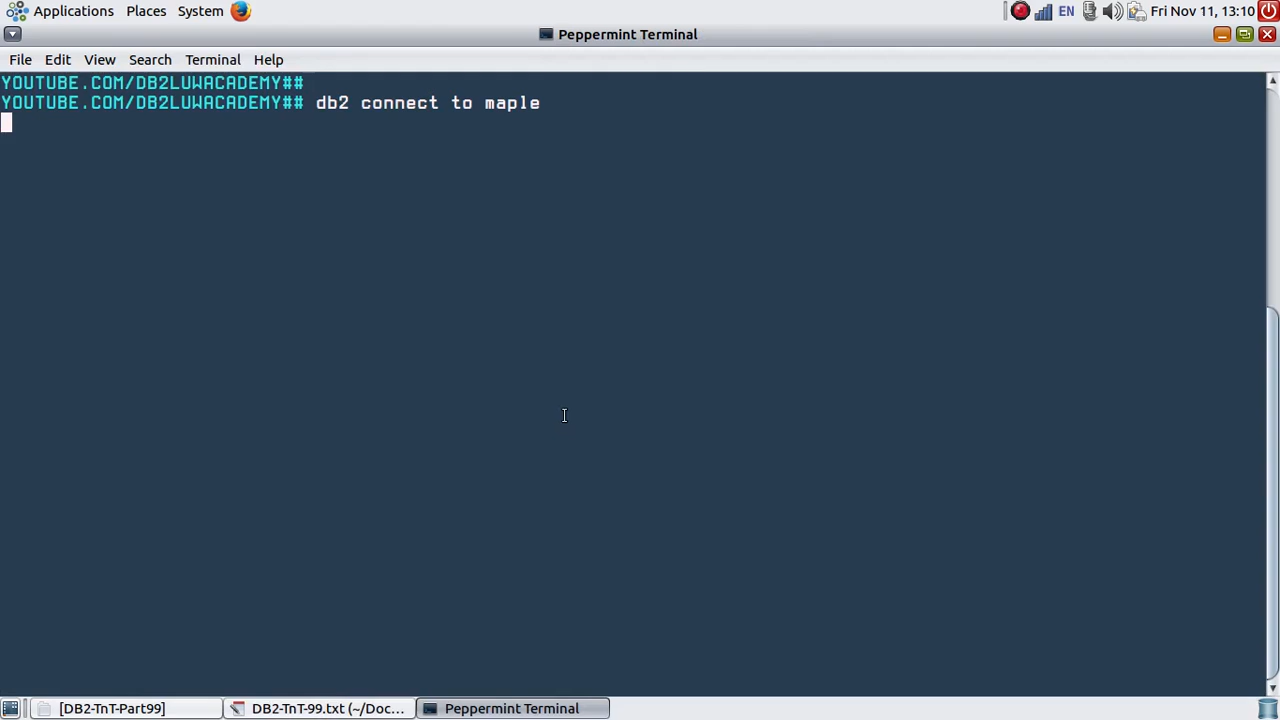 Applications Places System EN Fri Nov 11, 13:10
Peppermint Terminal
File Edit View Search Terminal Help
YOUTUBE.COM/DB2LUWACADEMY##
YOUTUBE.COM/DB2LUWACADEMY## db2 connect to maple
[DB2-TnT-Part99] DB2-TnT-99.txt (~/Doc... Peppermint Terminal